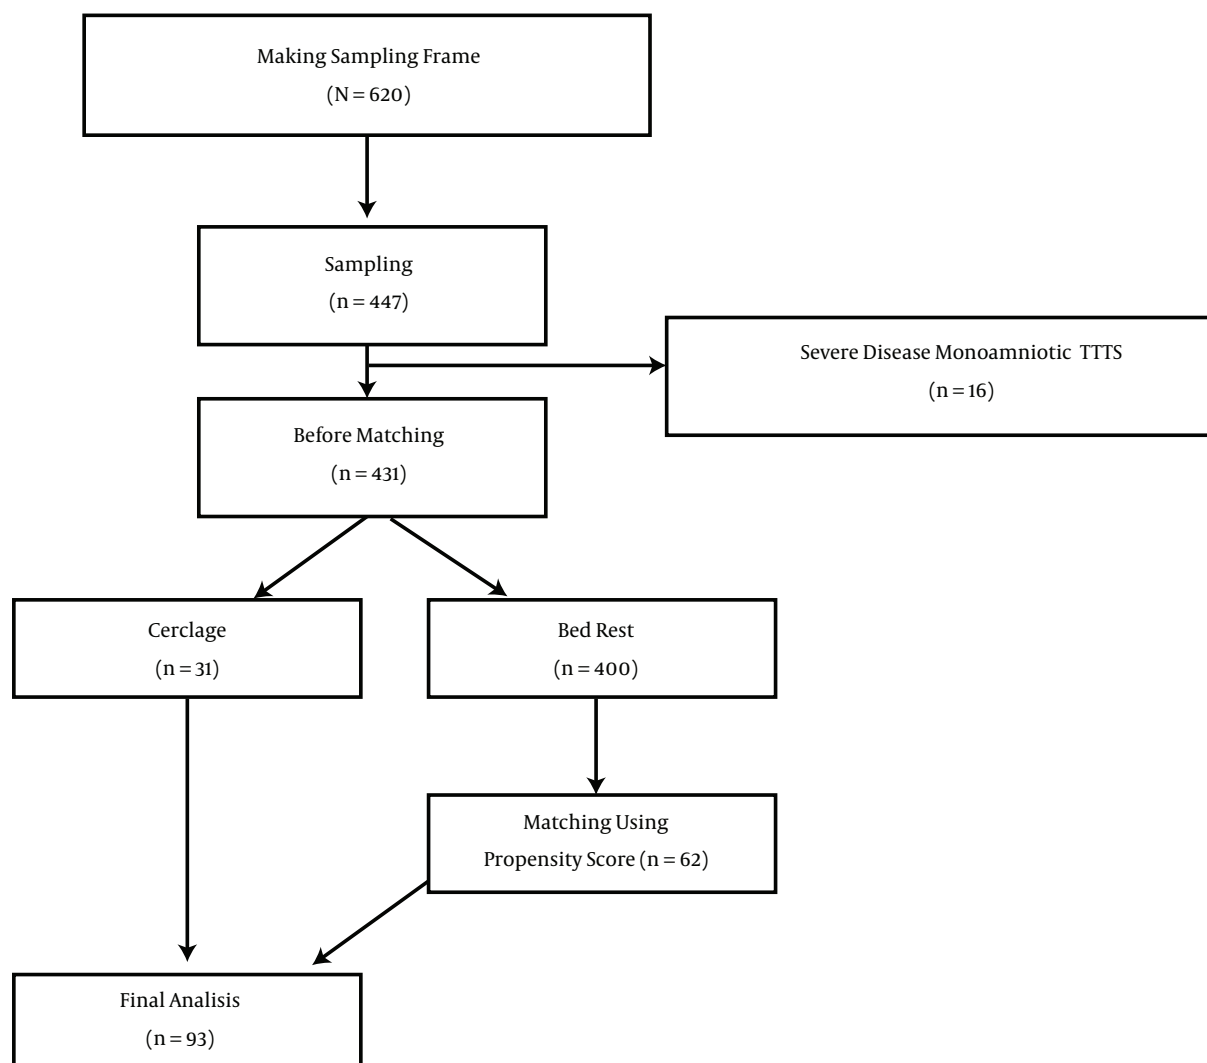 Making Sampling Frame
(N = 620)
Sampling
(n = 447)
Severe Disease Monoamniotic TTTS
(n = 16)
Before Matching
(n = 431)
Cerclage
(n = 31)
Bed Rest
(n = 400)
Matching Using
Propensity Score (n = 62)
Final Analisis
(n = 93)